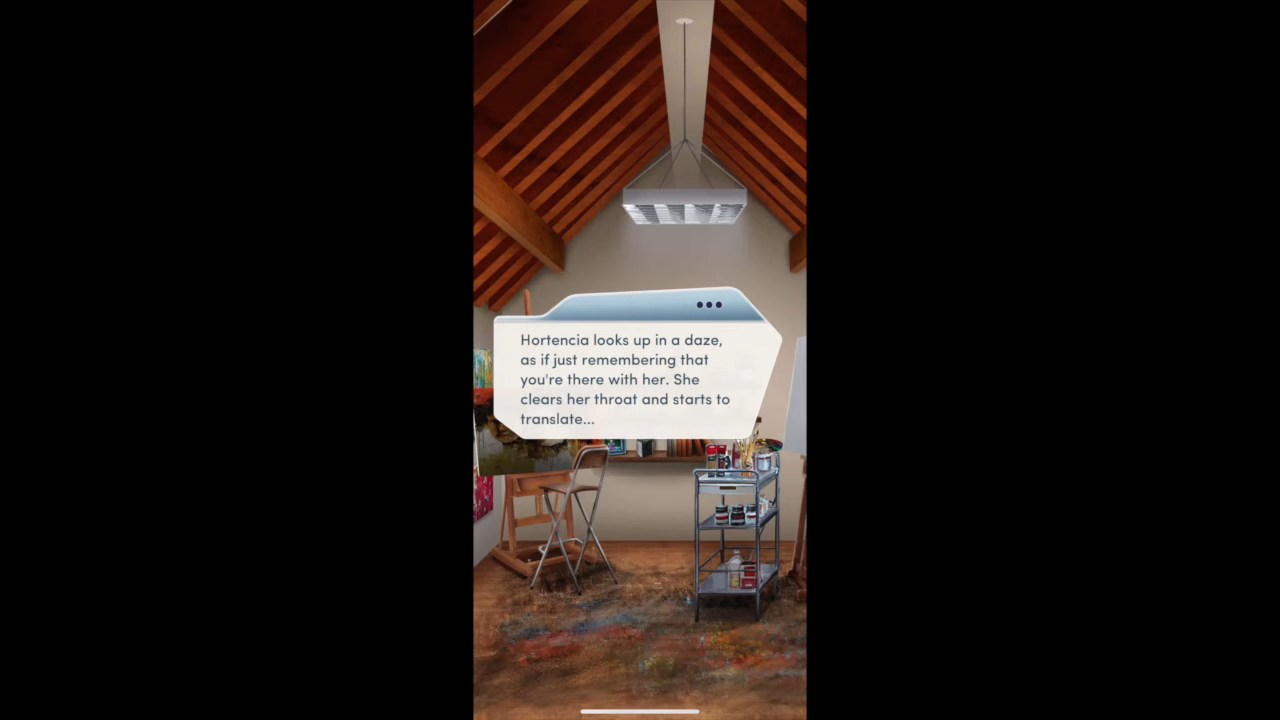 Hortencia looks up in a daze,
as if just remembering that
you're there with her. She
clears her throat and starts to
translate...